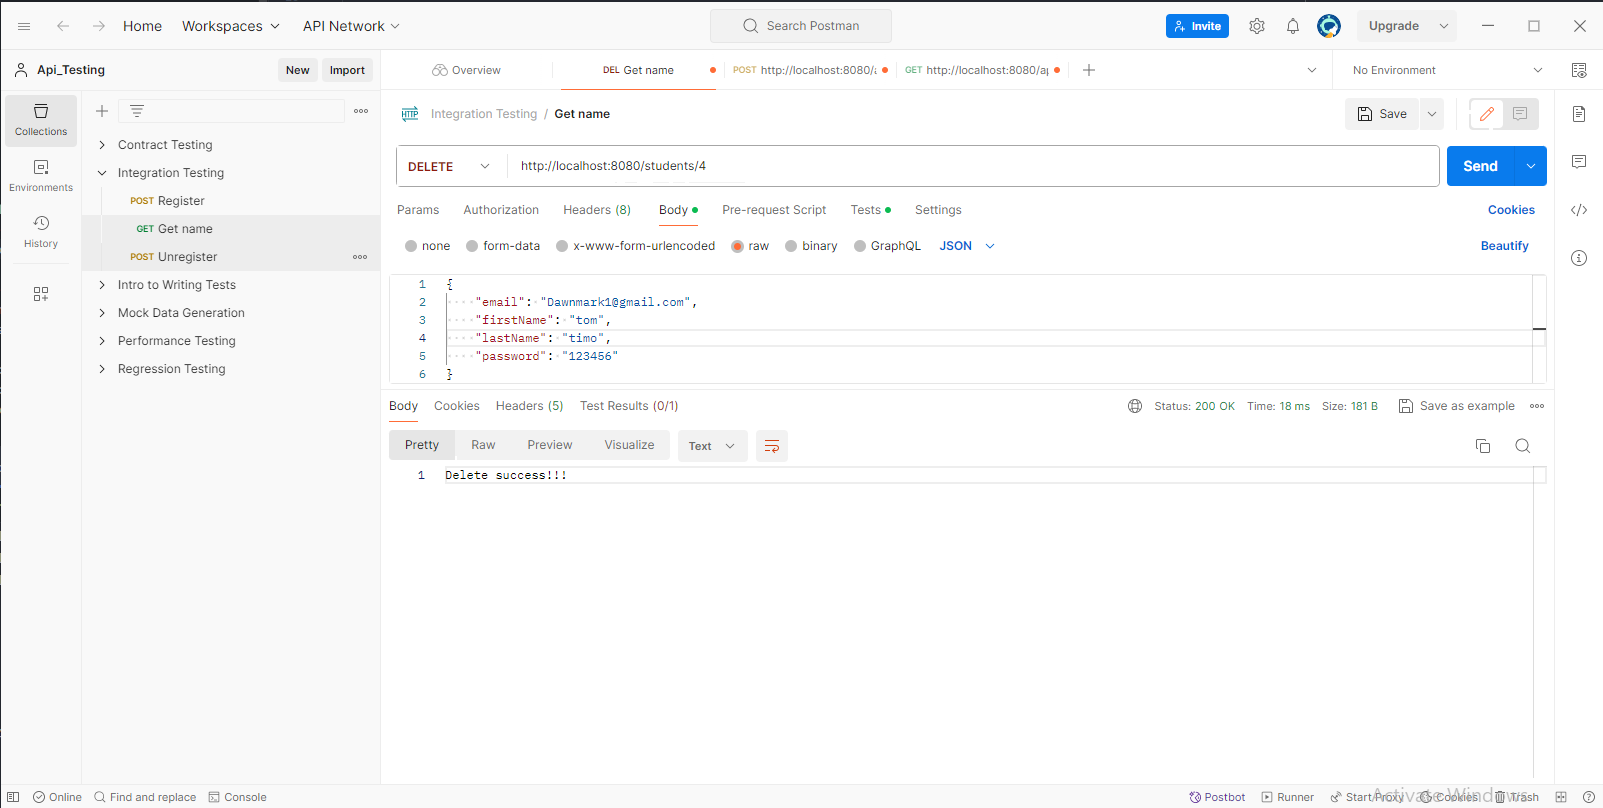 Home Workspaces API Network Search Postman Invite Upgrade
Api_Testing New Import Overview DEL Get name POST http://localhost:8080/ GET http://localhost:8080/ No Environment
Collections
Environments
History
Contract Testing
Integration Testing
POST Register
GET Get name
POST Unregister
Intro to Writing Tests
Mock Data Generation
Performance Testing
Regression Testing
HTTP Integration Testing / Get name Save
DELETE http://localhost:8080/students/4 Send
Params Authorization Headers (8) Body Pre-request Script Tests Settings Cookies
none form-data x-www-form-urlencoded raw binary GraphQL JSON Beautify
1 {
2 "email": "Dawnmark1@gmail.com",
3 "firstName": "tom",
4 "lastName": "timo",
5 "password": "123456"
6 }
Body Cookies Headers (5) Test Results (0/1) Status: 200 OK Time: 18 ms Size: 181 B Save as example
Pretty Raw Preview Visualize Text
1 Delete success!!!
Online Find and replace Console Postbot Runner Start Proxy Cookies Trash
Activate Windows